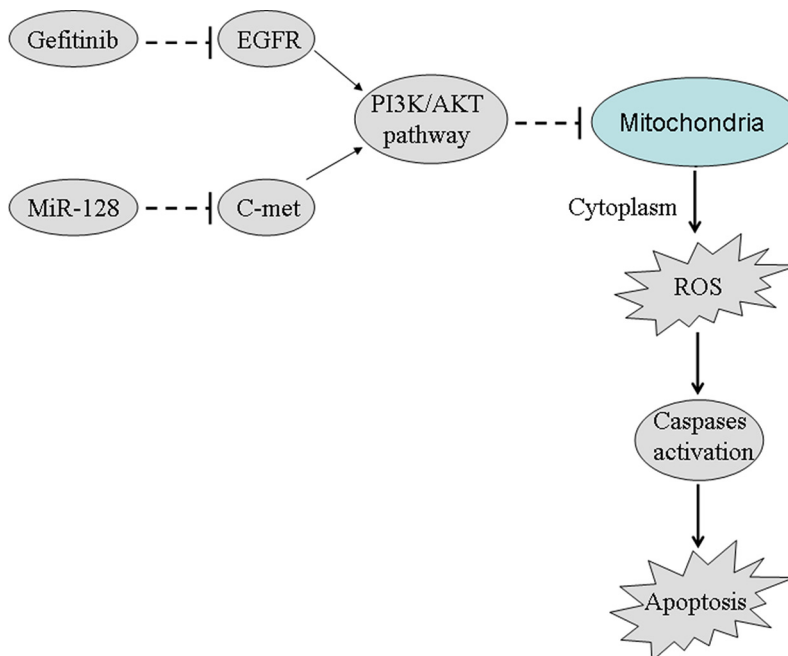 Gefitinib
EGFR
PI3K/AKT
pathway
Mitochondria
MiR-128
C-met
Cytoplasm
ROS
Caspases
activation
Apoptosis